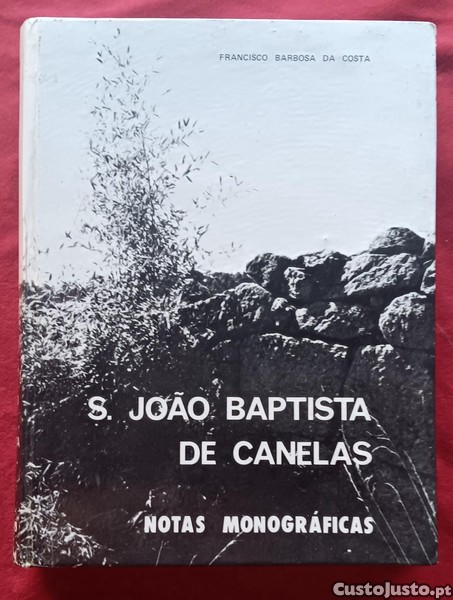 FRANCISCO BARBOSA DA COSTA
S. JOÃO BAPTISTA
DE CANELAS
NOTAS MONOGRÁFICAS
CustoJusto.pt